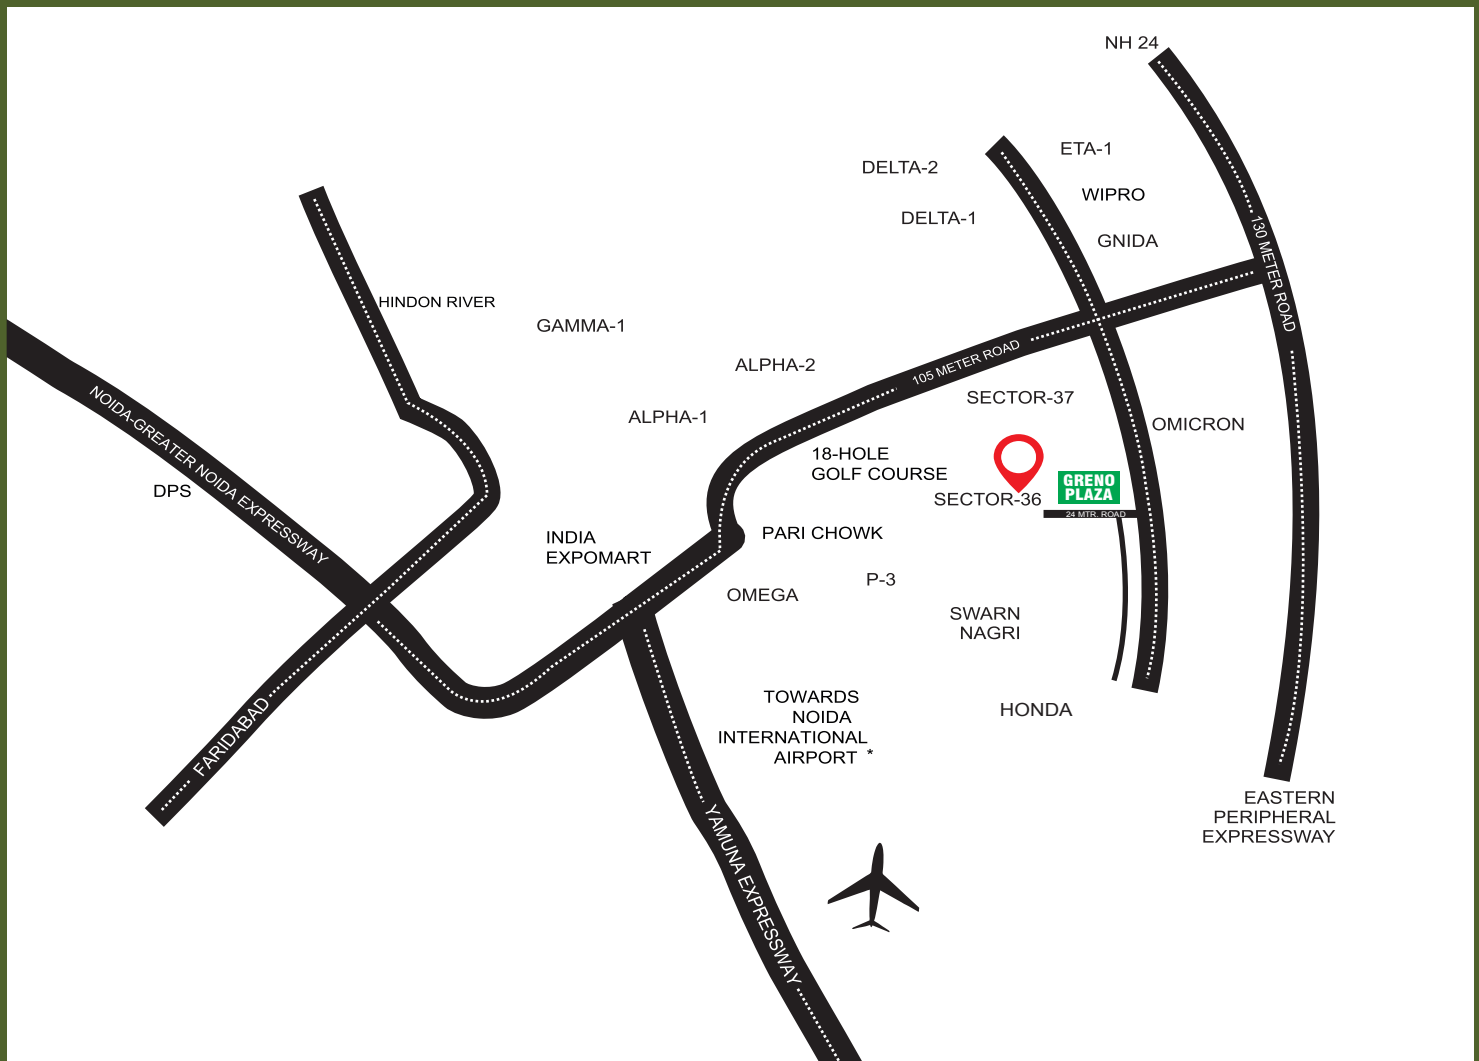 NH 24
ETA-1
DELTA-2
WIPRO
DELTA-1
GNIDA
130 METER ROAD
HINDON RIVER
GAMMA-1
ALPHA-2
105 METER ROAD
SECTOR-37
ALPHA-1
OMICRON
NOIDA-GREATER NOIDA EXPRESSWAY
18-HOLE
GOLF COURSE
GRENO
PLAZA
SECTOR-36
24 MTR. ROAD
DPS
INDIA
EXPOMART
PARI CHOWK
P-3
OMEGA
SWARN
NAGRI
TOWARDS
NOIDA
INTERNATIONAL
AIRPORT *
HONDA
FARIDABAD
EASTERN
PERIPHERAL
EXPRESSWAY
YAMUNA EXPRESSWAY